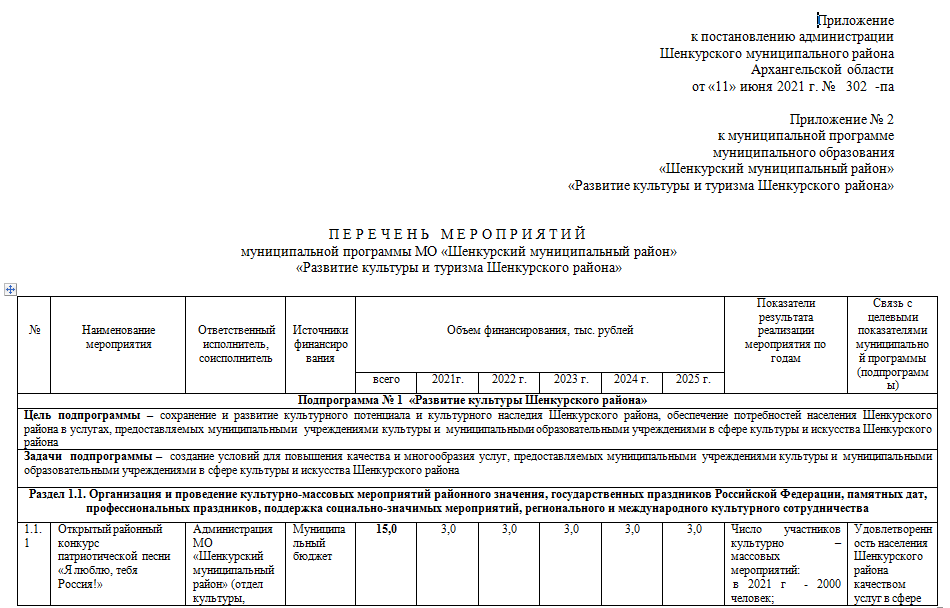 Приложение
к постановлению администрации
Шенкурского муниципального района
Архангельской области
от «11» июня 2021 г. № 302 -па
Приложение № 2
к муниципальной программе
муниципального образования
«Шенкурский муниципальный район»
«Развитие культуры и туризма Шенкурского района»
П Е Р Е Ч Е Н Ь М Е Р О П Р И Я Т И Й
муниципальной программы МО «Шенкурский муниципальный район»
«Развитие культуры и туризма Шенкурского района»
№
Наименование
мероприятия
Ответственный
исполнитель,
соисполнитель
Источники
финансиро
вания
Объем финансирования, тыс. рублей
Показатели
результата
реализации
мероприятия по
годам
Связь с
целевыми
показателями
муниципально
й программы
(подпрограмм
ы)
всего 2021г. 2022 г. 2023 г. 2024 г. 2025 г.
Подпрограмма № 1 «Развитие культуры Шенкурского района»
Цель подпрограммы – сохранение и развитие культурного потенциала и культурного наследия Шенкурского района, обеспечение потребностей населения Шенкурского
района в услугах, предоставляемых муниципальными учреждениями культуры и муниципальными образовательными учреждениями в сфере культуры и искусства Шенкурского
района
Задачи подпрограммы – создание условий для повышения качества и многообразия услуг, предоставляемых муниципальными учреждениями культуры и муниципальными
образовательными учреждениями в сфере культуры и искусства Шенкурского района
Раздел 1.1. Организация и проведение культурно-массовых мероприятий районного значения, государственных праздников Российской Федерации, памятных дат,
профессиональных праздников, поддержка социально-значимых мероприятий, регионального и международного культурного сотрудничества
1.1.
1
Открытый районный
конкурс
патриотической песни
«Я люблю, тебя
Россия!»
Администрация
МО
«Шенкурский
муниципальный
район» (отдел
культуры,
Муниципа
льный
бюджет
15,0 3,0 3,0 3,0 3,0 3,0
Число участников
культурно –
массовых
мероприятий:
в 2021 г - 2000
человек;
Удовлетворенн
ость населения
Шенкурского
района
качеством
услуг в сфере